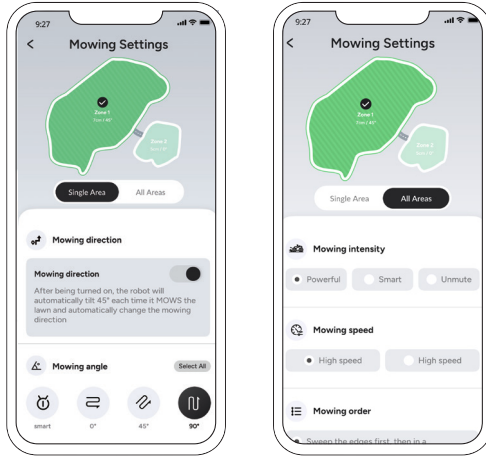 9:27
Mowing Settings
Zone 1
Zone 2
Single Area
All Areas
Mowing direction
Mowing direction
After being turned on, the robot will
automatically tilt 45° each time it MOWS the
lawn and automatically change the mowing
direction
Mowing angle
Select All
smart
0°
45°
90°
9:27
Mowing Settings
Zone 1
Zone 2
Single Area
All Areas
Mowing intensity
Powerful
Smart
Unmute
Mowing speed
High speed
High speed
Mowing order
Sweep the edges first, then in a